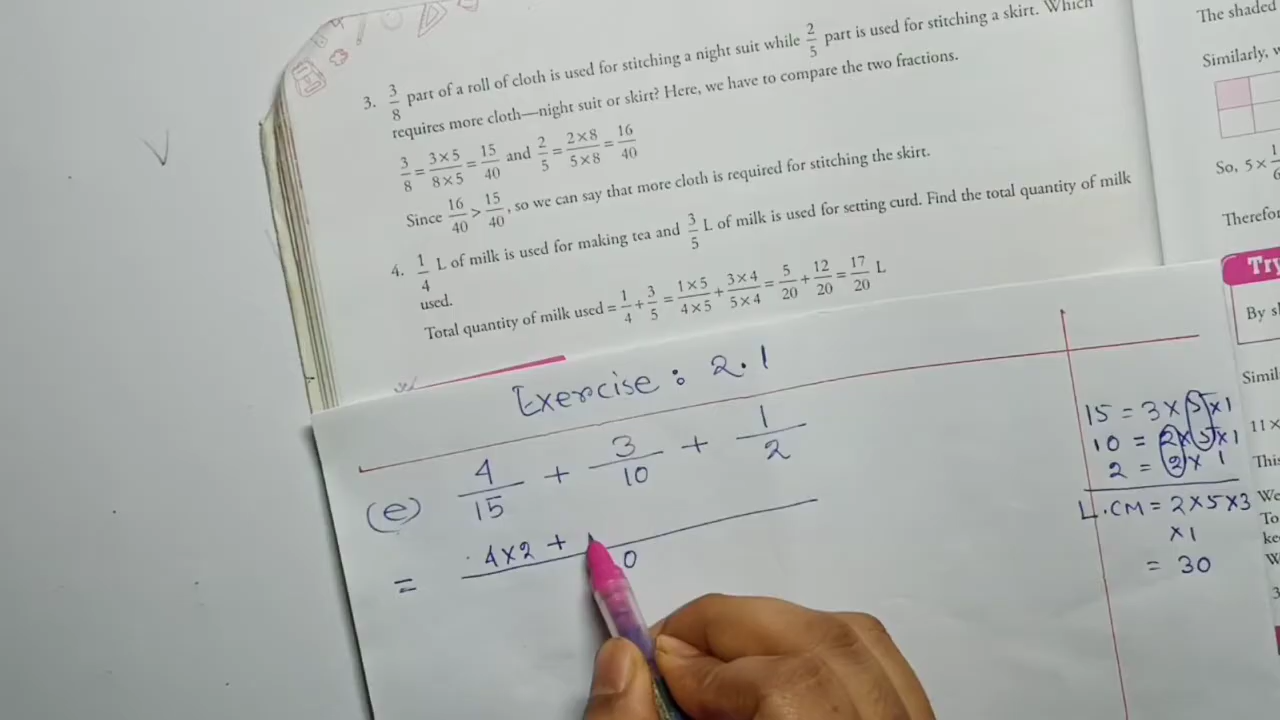 3. 3/8 part of a roll of cloth is used for stitching a night suit while 2/5 part is used for stitching a skirt. Which
requires more cloth—night suit or skirt? Here, we have to compare the two fractions.
3/8 = 3×5/8×5 = 15/40 and 2/5 = 2×8/5×8 = 16/40
Since 16/40 > 15/40, so we can say that more cloth is required for stitching the skirt.
4. 1/4 L of milk is used for making tea and 3/5 L of milk is used for setting curd. Find the total quantity of milk
used.
Total quantity of milk used = 1/4 + 3/5 = 1×5/4×5 + 3×4/5×4 = 5/20 + 12/20 = 17/20 L
Exercise: 2.1
(e) 4/15 + 3/10 + 1/2
= 4×2 +
0
15 = 3×5×1
10 = 2×5×1
2 = 2×1
L.CM = 2×5×3
×1
= 30
The shaded
Similarly,
So, 5 ×
Therefo
Try
By s
Simil
11×
This
We
To
ke
W
3